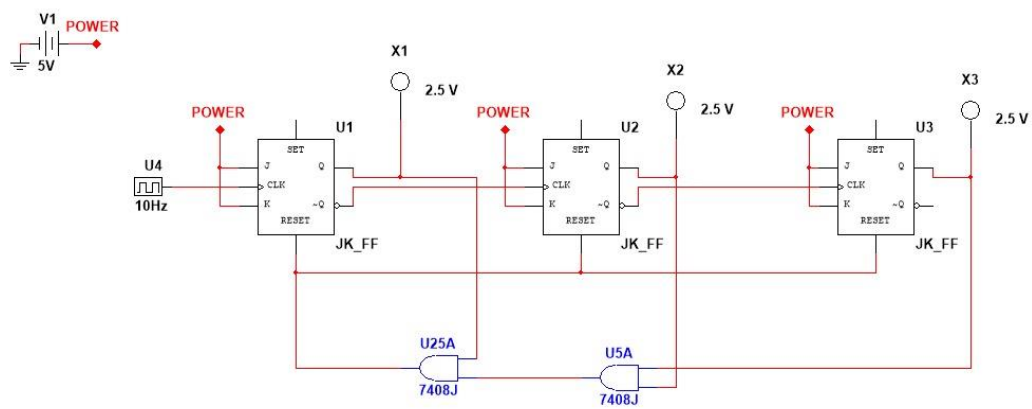 V1
POWER
5V
X1
2.5 V
X2
2.5 V
X3
2.5 V
POWER
U1
SET
J
Q
CLK
K
~Q
RESET
JK_FF
U4
10Hz
POWER
U2
SET
J
Q
CLK
K
~Q
RESET
JK_FF
POWER
U3
SET
J
Q
CLK
K
~Q
RESET
JK_FF
U25A
7408J
U5A
7408J